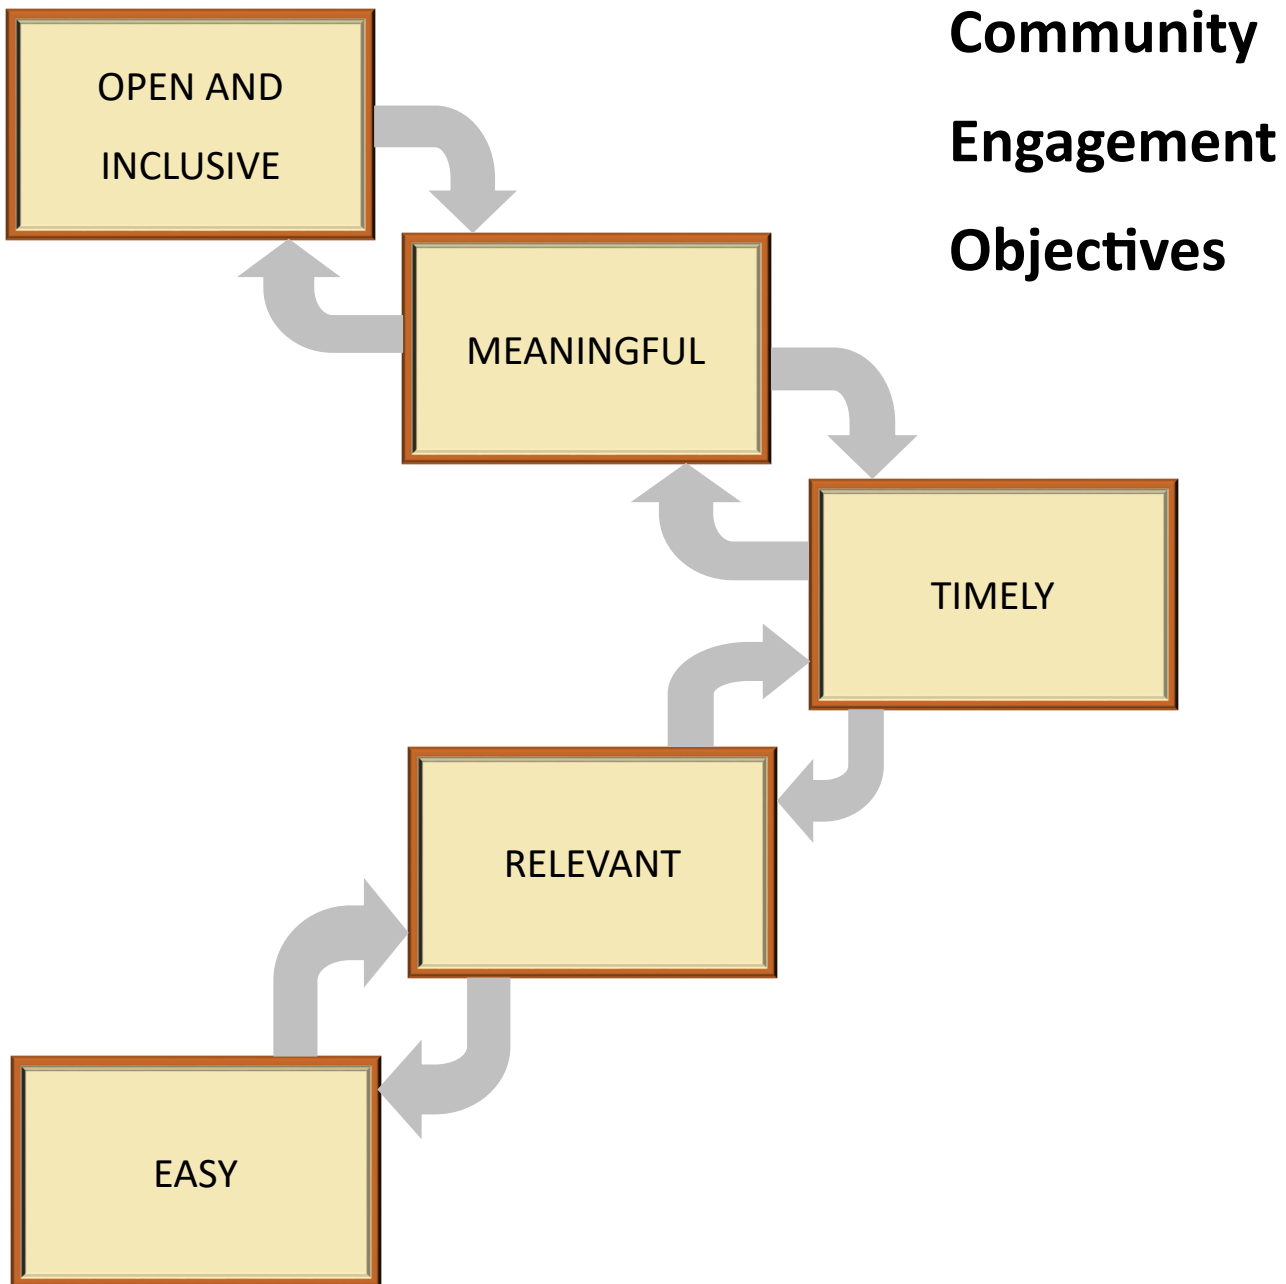 Community
Engagement
Objectives
OPEN AND
INCLUSIVE
MEANINGFUL
TIMELY
RELEVANT
EASY